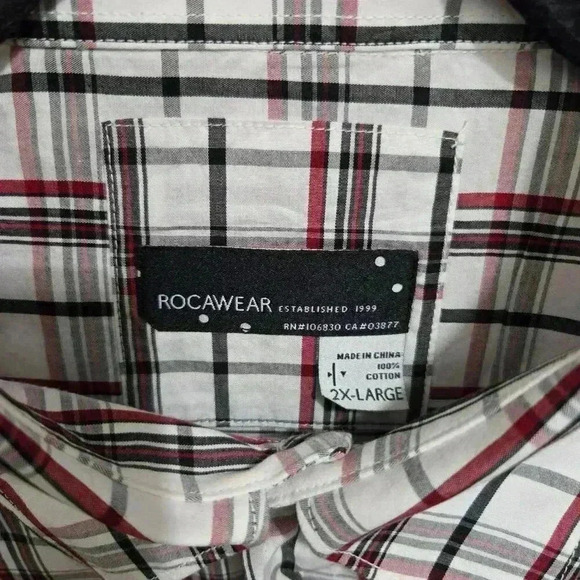 ROCAWEAR ESTABLISHED 1999
RN#106830 CA#03877
MADE IN CHINA
100%
COTTON
2X-LARGE